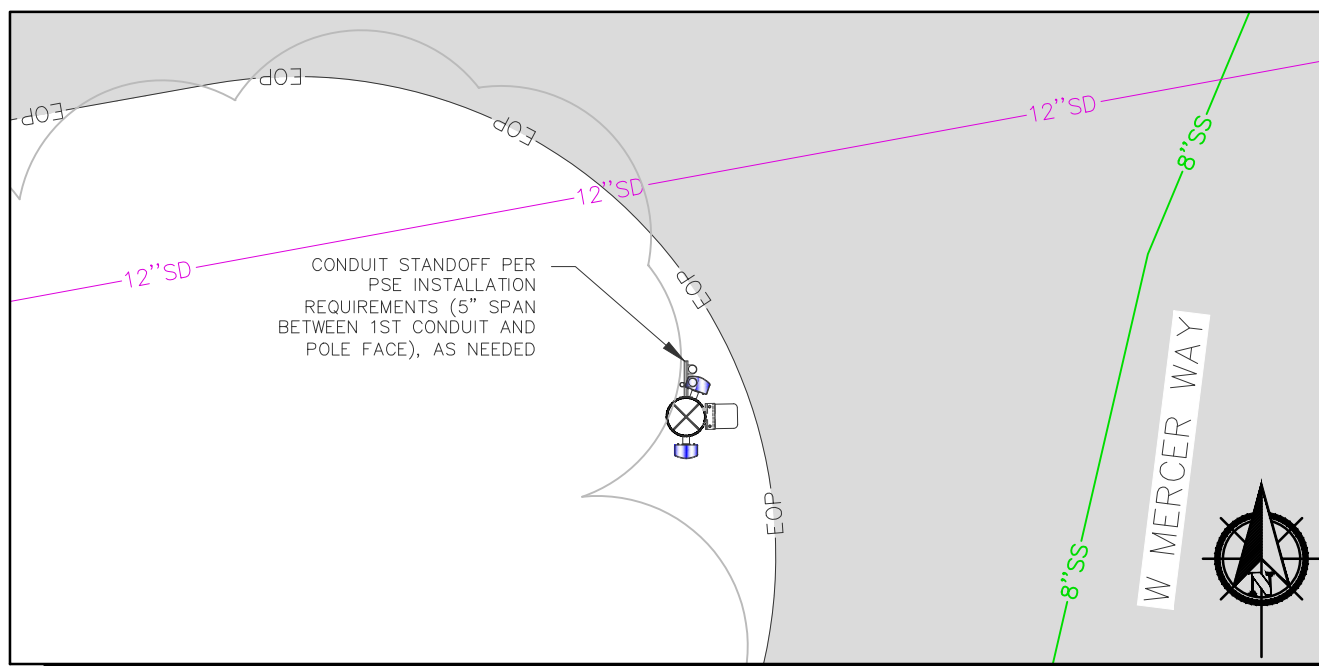 EOP
EOP
EOP
12"SD
8"SS
12"SD
12"SD
CONDUIT STANDOFF PER
PSE INSTALLATION
REQUIREMENTS (5" SPAN
BETWEEN 1ST CONDUIT AND
POLE FACE), AS NEEDED
EOP
W MERCER WAY
EOP
8"SS
N